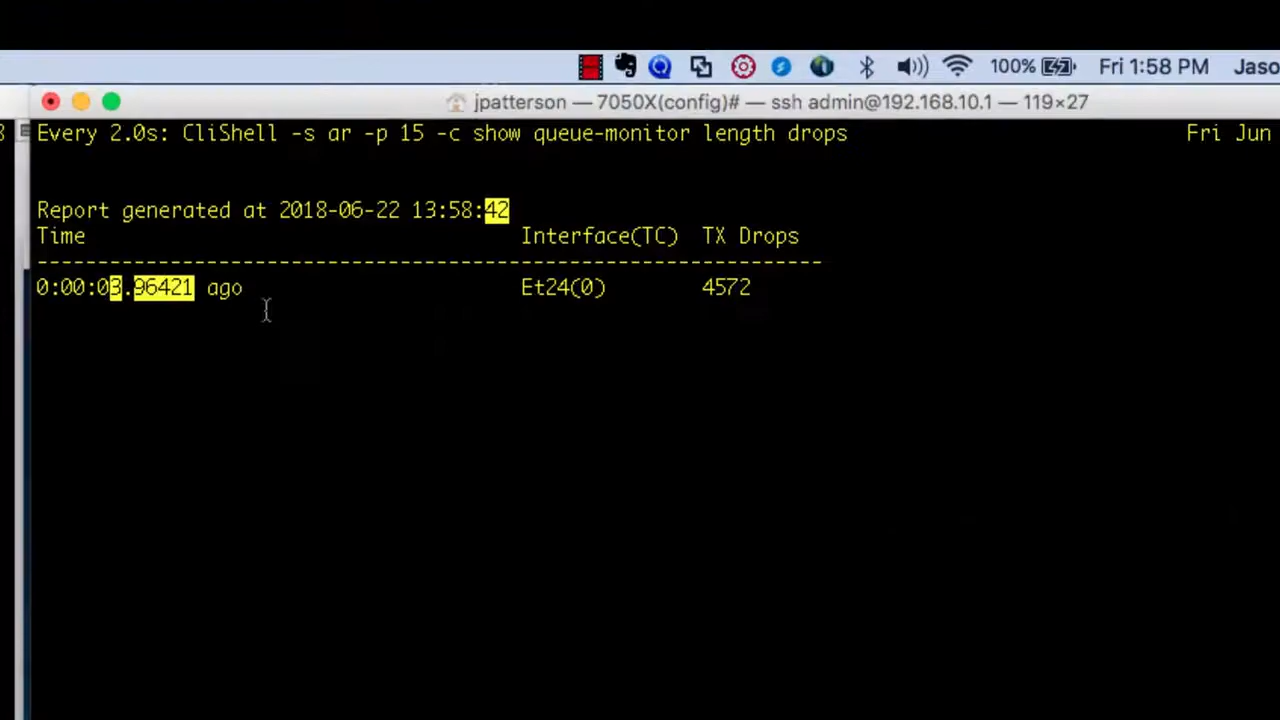 100% Fri 1:58 PM Jaso
jpatterson — 7050X(config)# — ssh admin@192.168.10.1 — 119×27
Every 2.0s: CliShell -s ar -p 15 -c show queue-monitor length drops Fri Jun
Report generated at 2018-06-22 13:58:42
Time Interface(TC) TX Drops
--------------------------------------------------------------------------------
0:00:03.96421 ago Et24(0) 4572